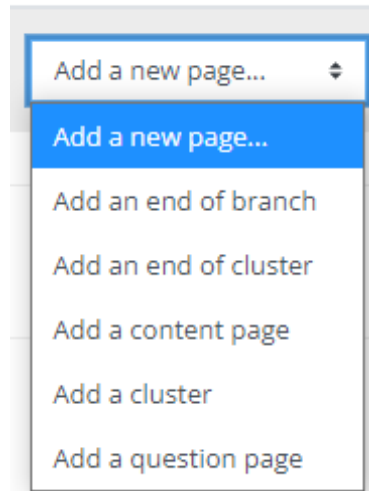 Add a new page...
Add a new page...
Add an end of branch
Add an end of cluster
Add a content page
Add a cluster
Add a question page